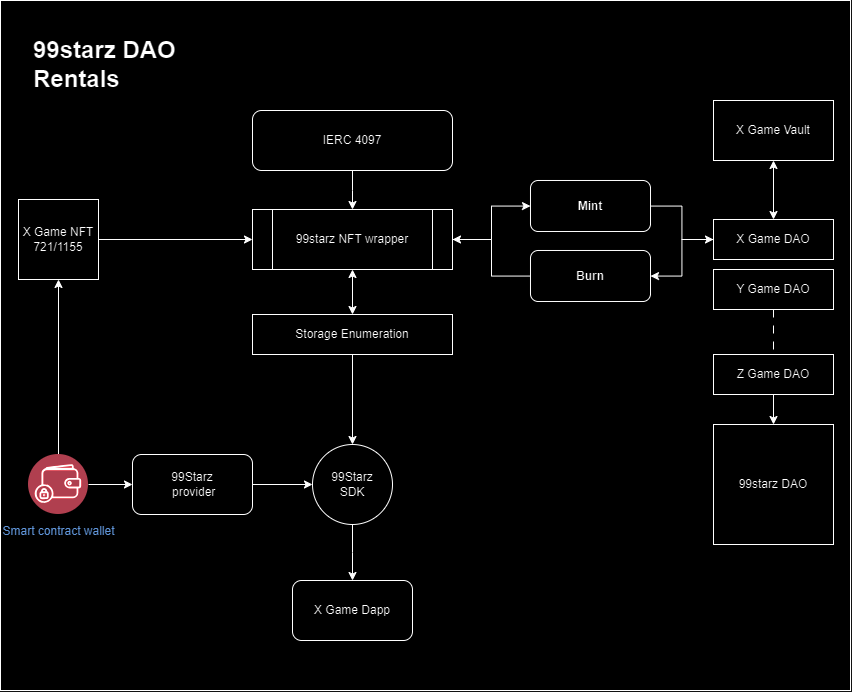 99starz DAO
Rentals
IERC 4097
X Game Vault
Mint
X Game NFT
721/1155
99starz NFT wrapper
X Game DAO
Burn
Y Game DAO
Storage Enumeration
Z Game DAO
99Starz
provider
99Starz
SDK
99starz DAO
Smart contract wallet
X Game Dapp